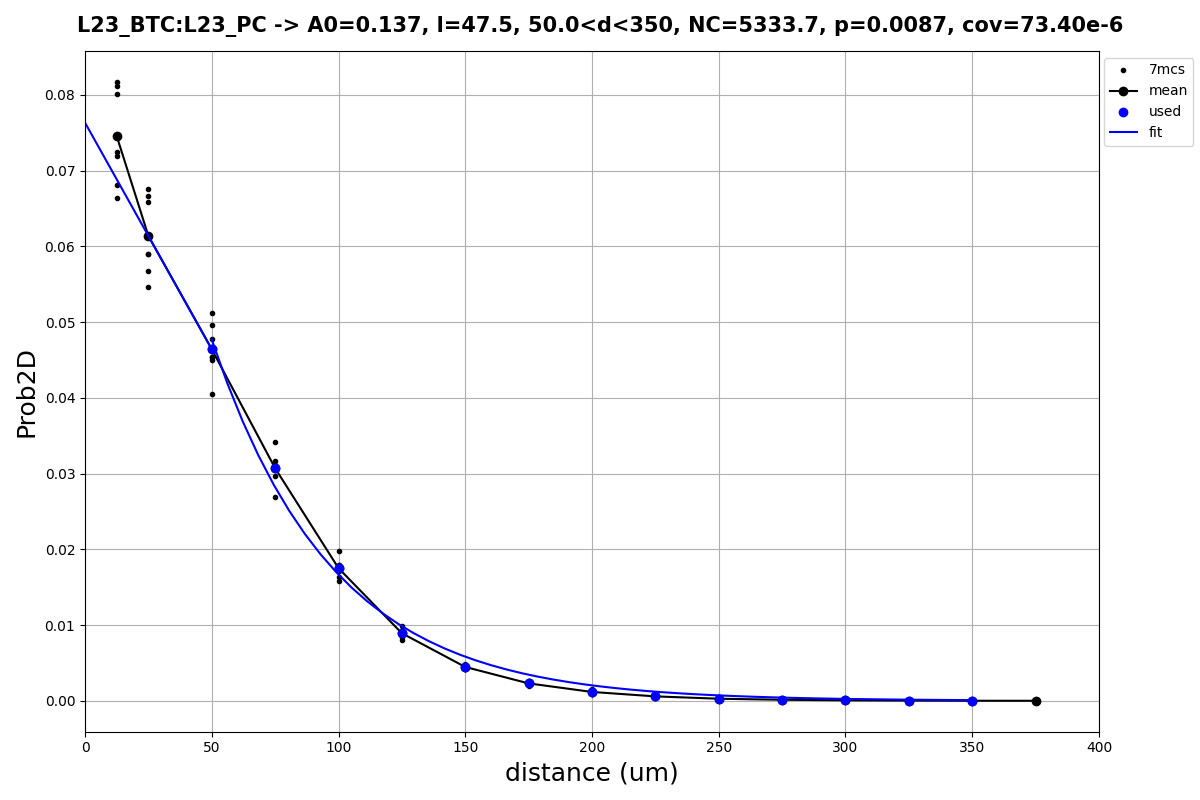 L23_BTC:L23_PC -> A0=0.137, l=47.5, 50.0<d<350, NC=5333.7, p=0.0087, cov=73.40e-6
7mcs
mean
used
fit
0.08
0.07
0.06
0.05
0.04
0.03
0.02
0.01
0.00
Prob2D
0 50 100 150 200 250 300 350 400
distance (um)